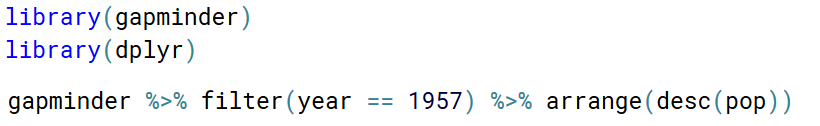 library(gapminder)
library(dplyr)
gapminder %>% filter(year == 1957) %>% arrange(desc(pop))